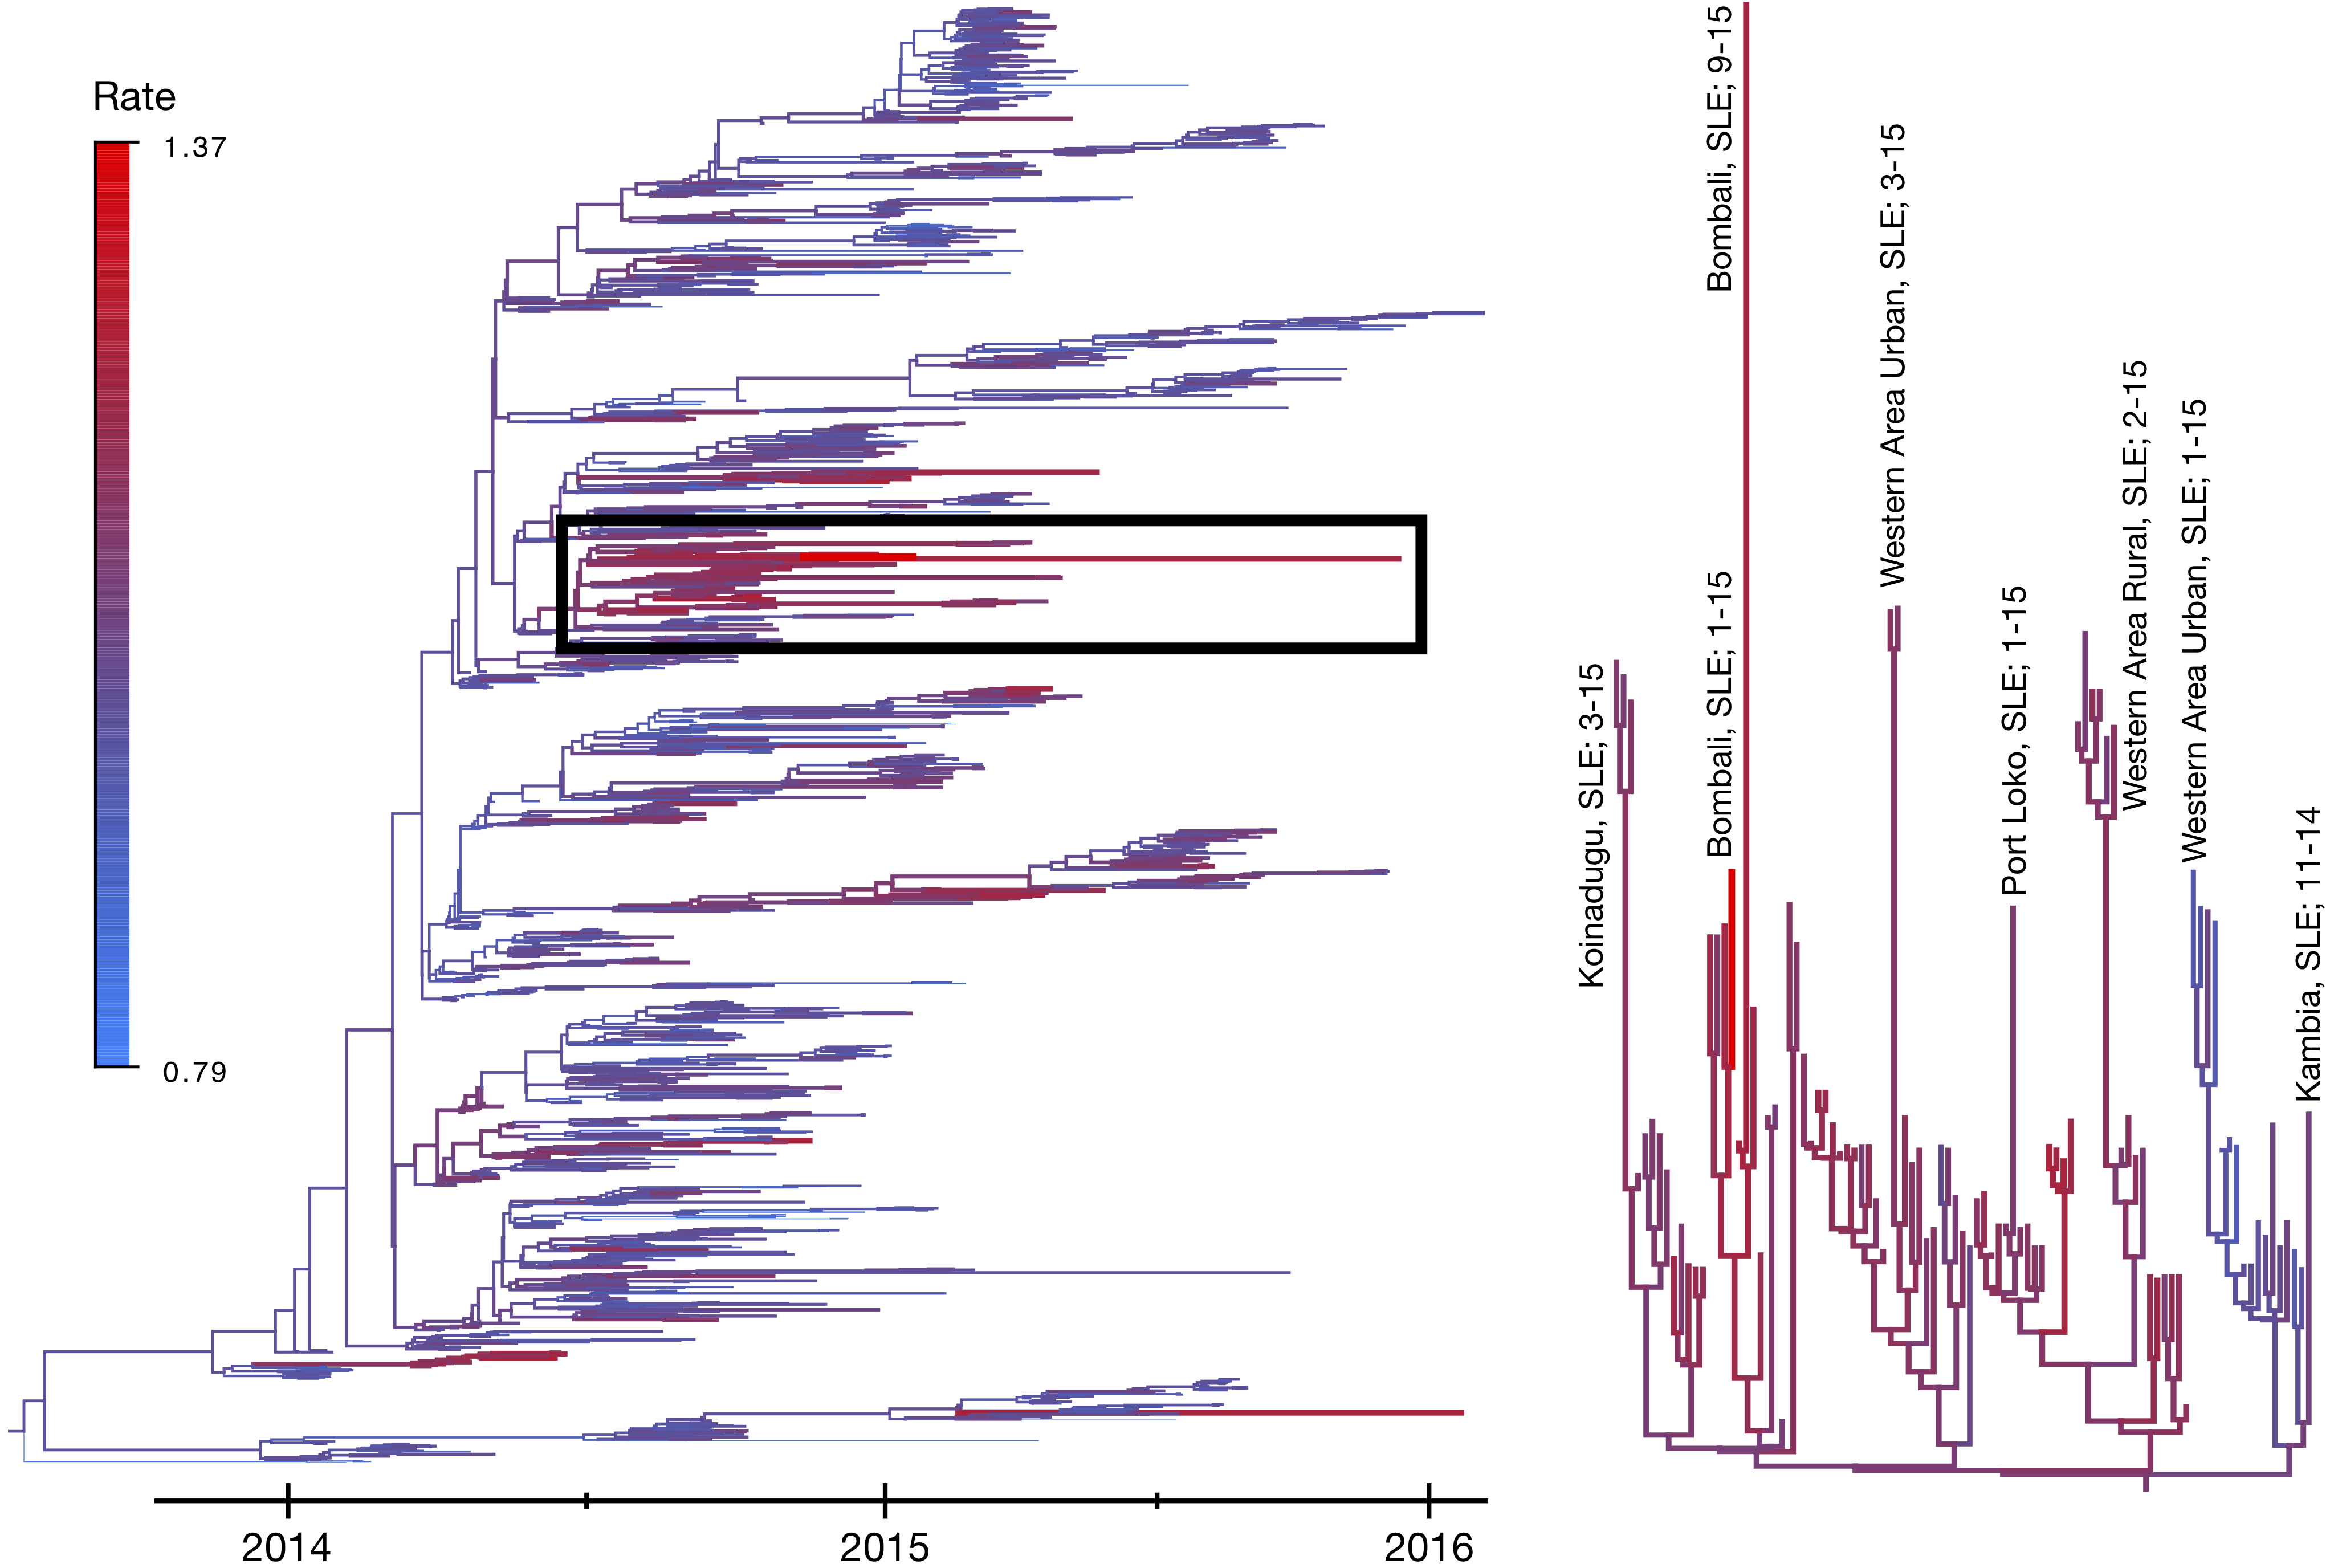 Rate
1.37
0.79
2014
2015
2016
Koinadugu, SLE; 3-15
Bombali, SLE; 1-15
Bombali, SLE; 9-15
Western Area Urban, SLE; 3-15
Port Loko, SLE; 1-15
Western Area Rural, SLE; 2-15
Western Area Urban, SLE; 1-15
Kambia, SLE; 11-14